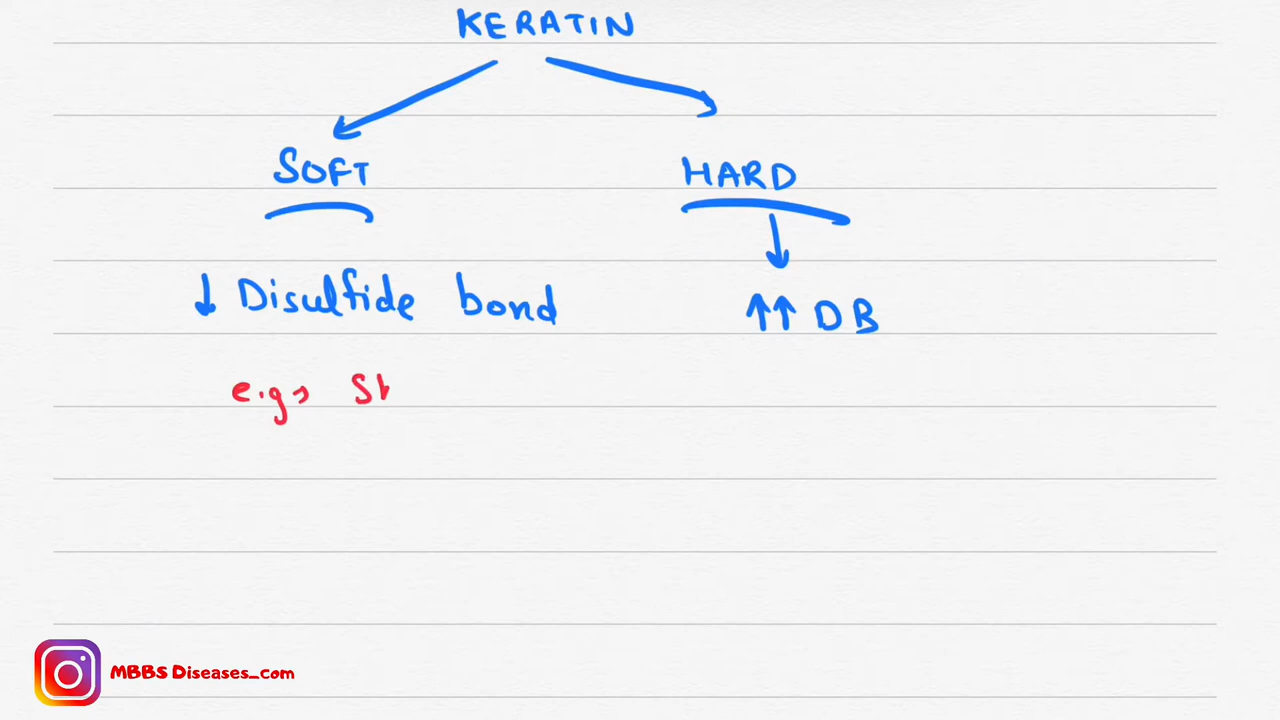 KERATIN
SOFT
HARD
↓ Disulfide bond
↑↑ DB
e.g,
MBBS Diseases_com